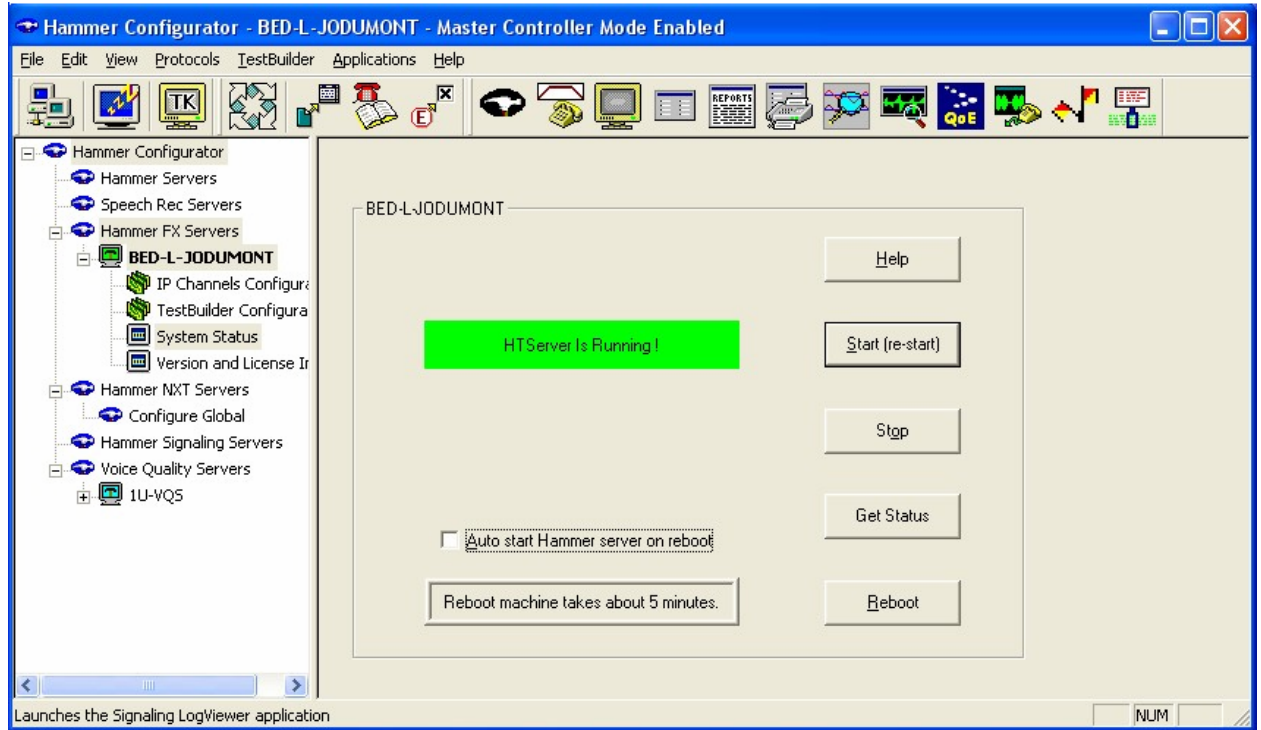 Hammer Configurator - BED-L-JODUMONT - Master Controller Mode Enabled
File Edit View Protocols TestBuilder Applications Help
TK E REPORTS QoE
Hammer Configurator
Hammer Servers
Speech Rec Servers
Hammer FX Servers
BED-L-JODUMONT
IP Channels Configura
TestBuilder Configura
System Status
Version and License Ir
Hammer NXT Servers
Configure Global
Hammer Signaling Servers
Voice Quality Servers
1U-VQS
BED-L-JODUMONT
Help
HTServer Is Running !
Start (re-start)
Stop
Get Status
Auto start Hammer server on reboot
Reboot machine takes about 5 minutes.
Reboot
Launches the Signaling LogViewer application
NUM